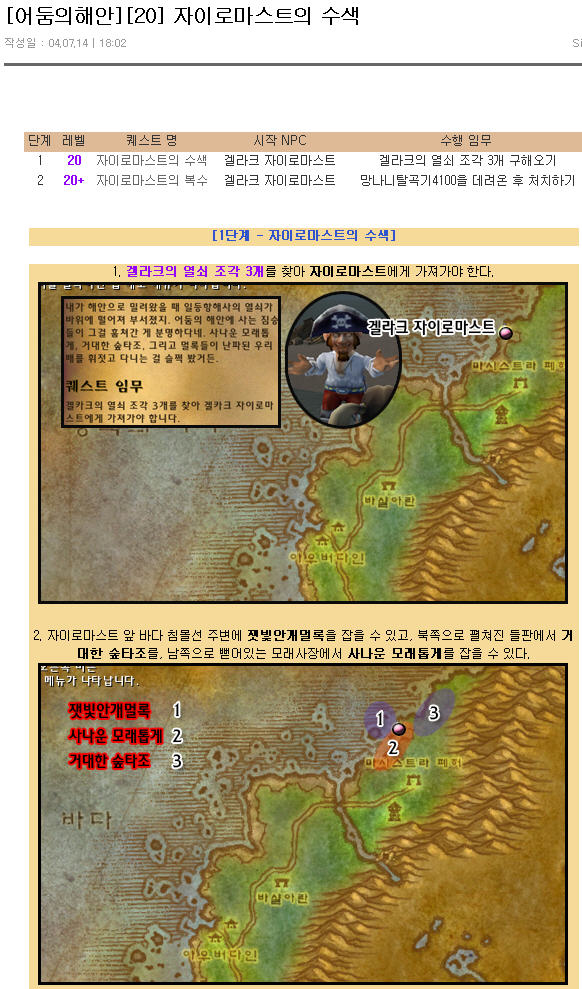 [어둠의해안][20] 자이로마스트의 수색
작성일 : 04.07.14 | 18:02
단계 레벨 퀘스트 명 시작 NPC 수행 임무
1 20 자이로마스트의 수색 겔라크 자이로마스트 겔라크의 열쇠 조각 3개 구해오기
2 20+ 자이로마스트의 복수 겔라크 자이로마스트 망나니탈곡기4100을 데려온 후 처치하기
[1단계 - 자이로마스트의 수색]
1. 겔라크의 열쇠 조각 3개를 찾아 자이로마스트에게 가져가야 한다.
내가 해안으로 밀려왔을 때 일등항해사의 열쇠가
바위에 떨어져 부서졌지. 어둠의 해안에 사는 짐승
들이 그걸 훔쳐간 게 분명하다네. 사나운 모래톱
게, 거대한 숲타조, 그리고 멀록들이 난파된 우리
배를 휘젓고 다니는 걸 슬쩍 봤거든.
퀘스트 임무
겔카크의 열쇠 조각 3개를 찾아 겔카크 자이로마
스트에게 가져가야 합니다.
겔라크 자이로마스트
마시스트라 폐허
바실아란
아우버다인
2. 자이로마스트 앞 바다 침몰선 주변에 잿빛안개멀록을 잡을 수 있고, 북쪽으로 펼쳐진 들판에서 거
대한 숲타조를, 남쪽으로 뻗어있는 모래사장에서 사나운 모래톱게를 잡을 수 있다.
메뉴가 나타납니다.
잿빛안개멀록 1
사나운 모래톱게 2
거대한 숲타조 3
1
3
2
마시스트라 폐허
바다
바실아란
아우버다인